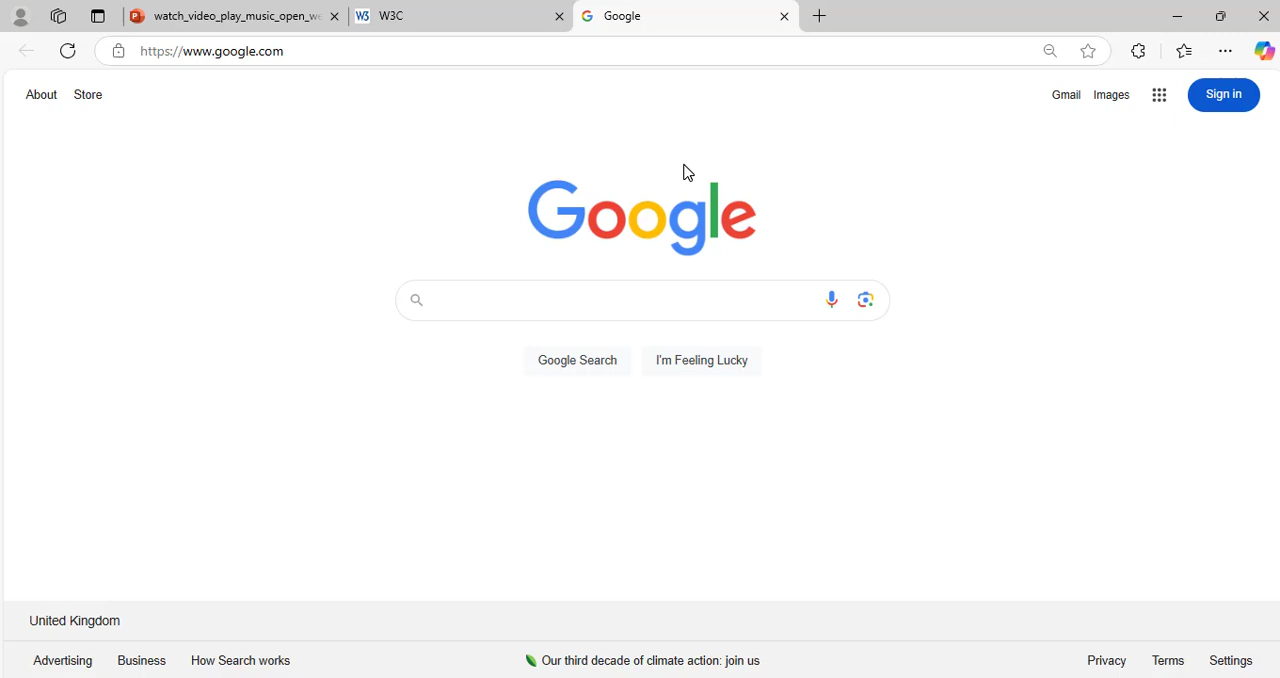 watch_video_play_music_open_we
W3C
Google
https://www.google.com
About Store
Gmail Images Sign in
Google
Google Search I'm Feeling Lucky
United Kingdom
Advertising Business How Search works Our third decade of climate action: join us Privacy Terms Settings